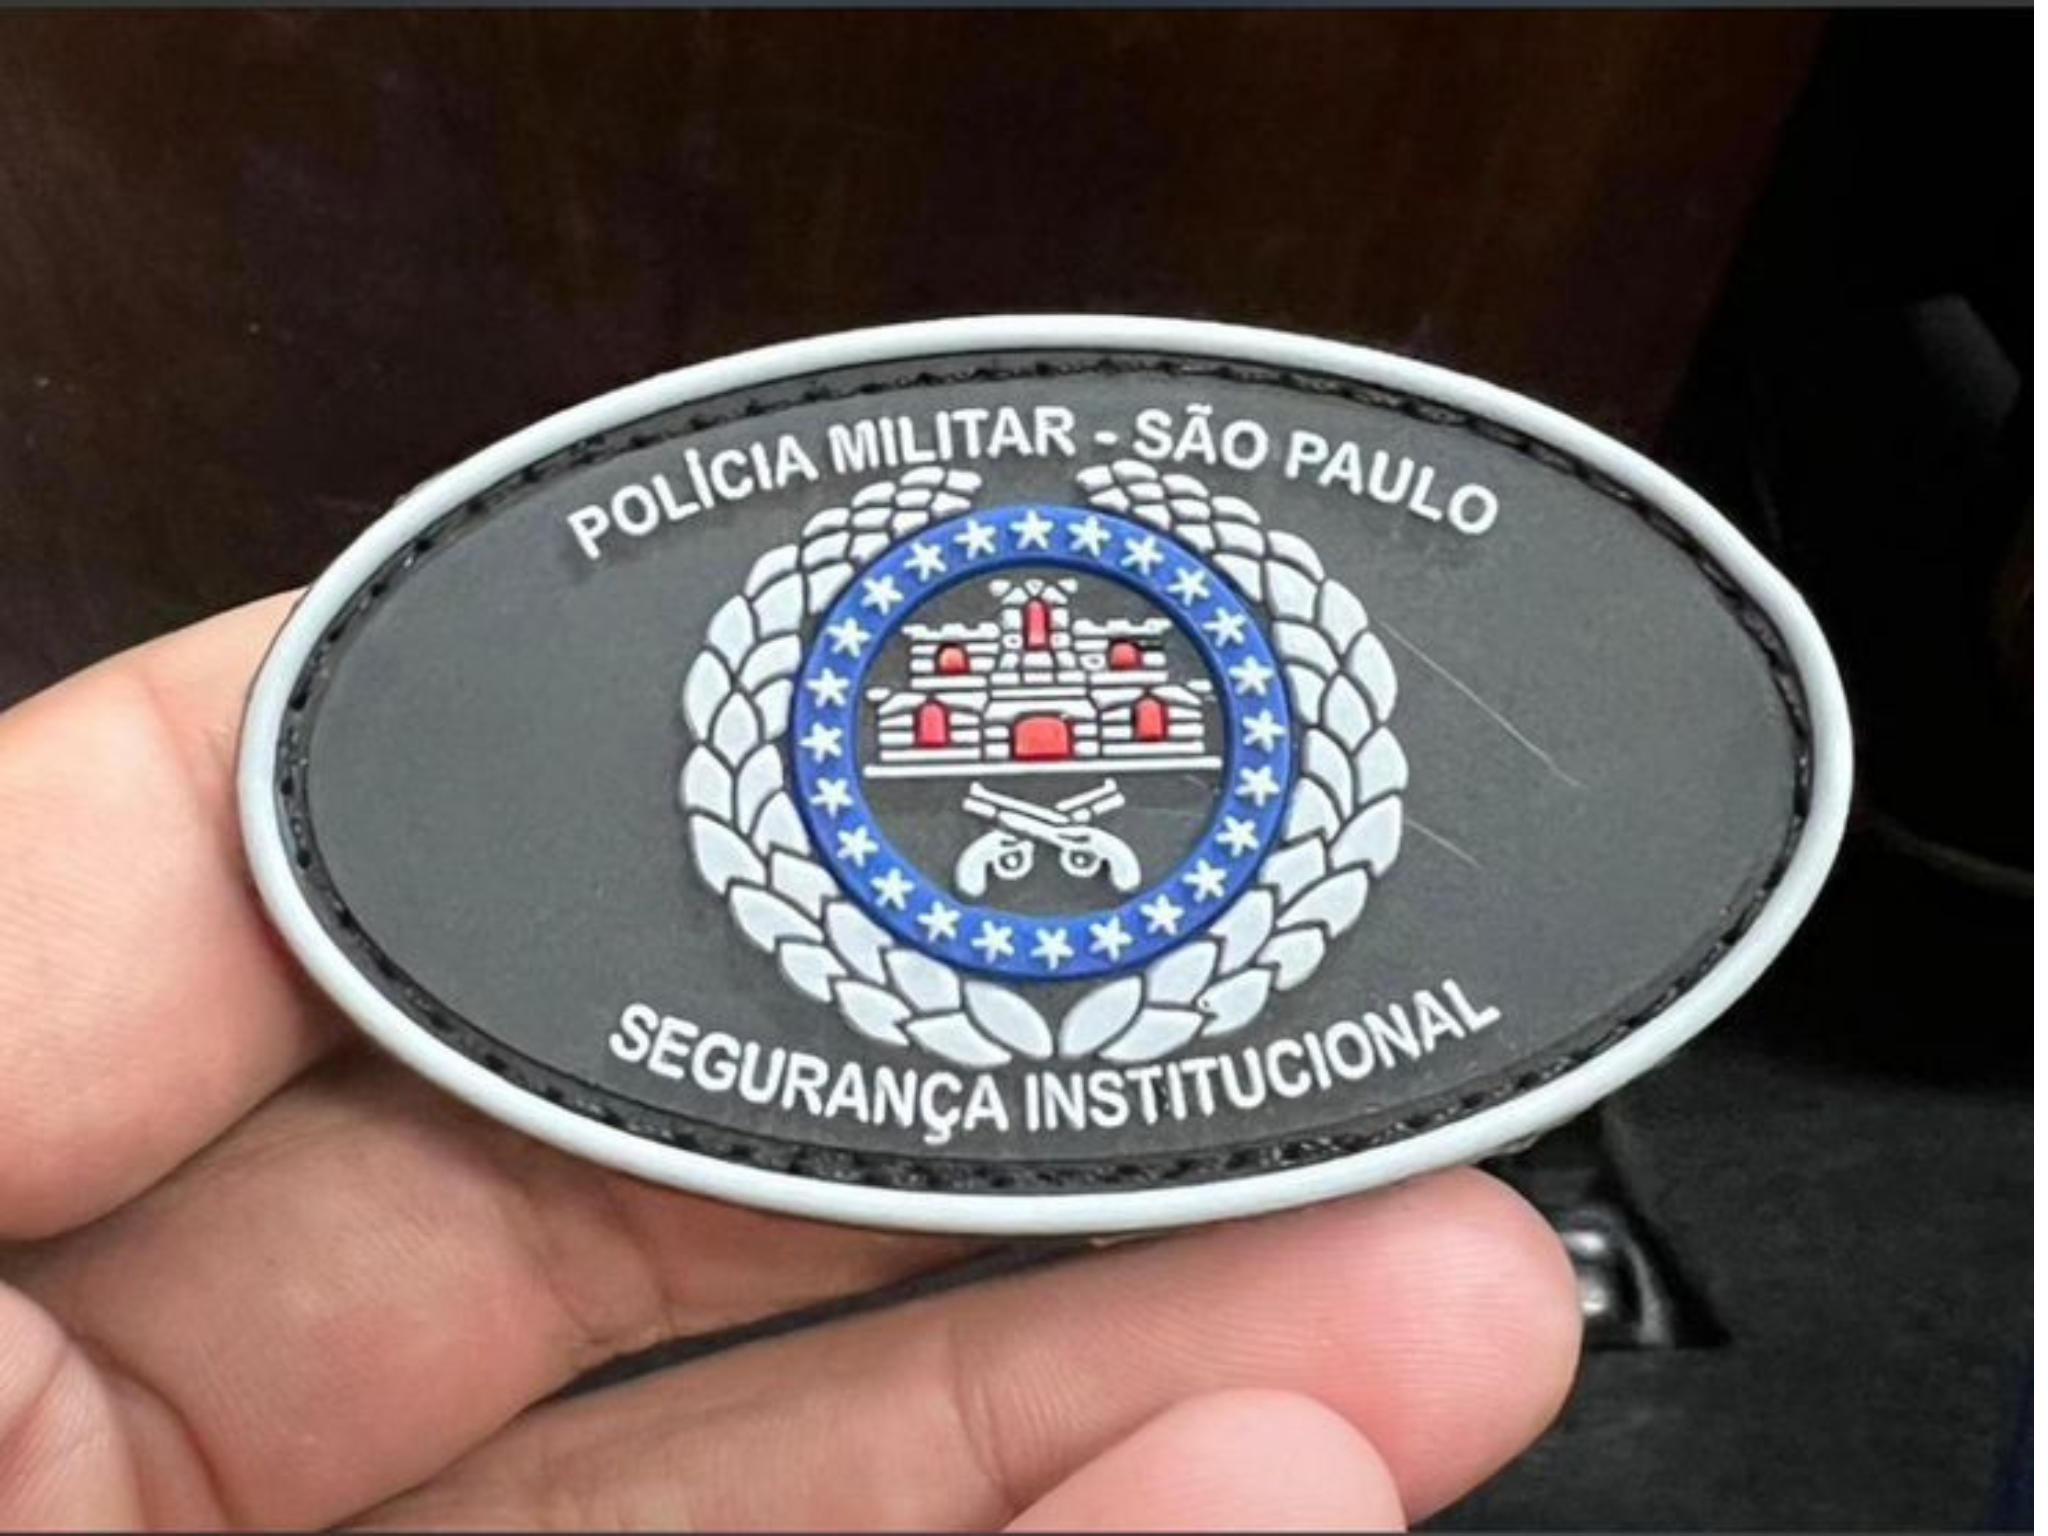 POLÍCIA MILITAR - SÃO PAULO
SEGURANÇA INSTITUCIONAL